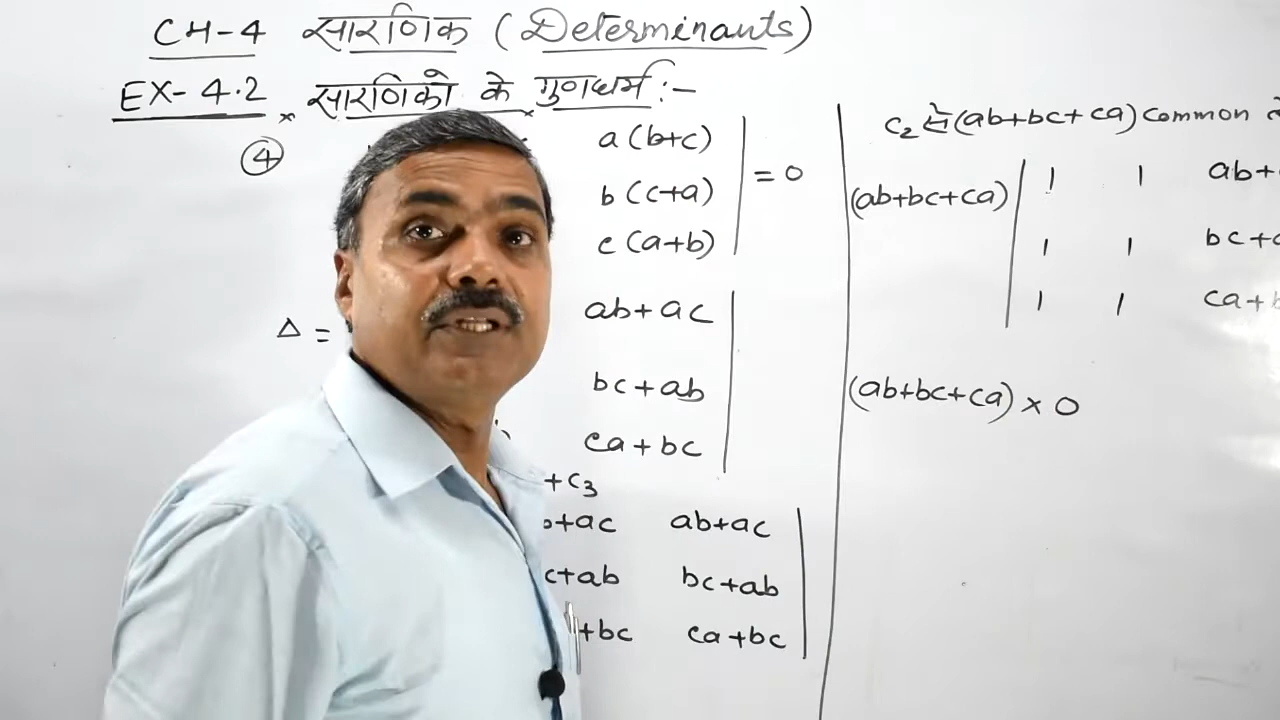 CH-4 सारणिक (Determinants)
EX-4.2 सारणिको के गुणधर्म :-
④
a(b+c)
b(c+a) = 0
c(a+b)
ab+ac
Δ =
bc+ab
ca+bc
+C3
+ac ab+ac
c+ab bc+ab
+bc ca+bc
C2 से (ab+bc+ca) Common
(ab+bc+ca) | 1 1 ab+
1 1 bc+
1 1 ca+
(ab+bc+ca) × 0